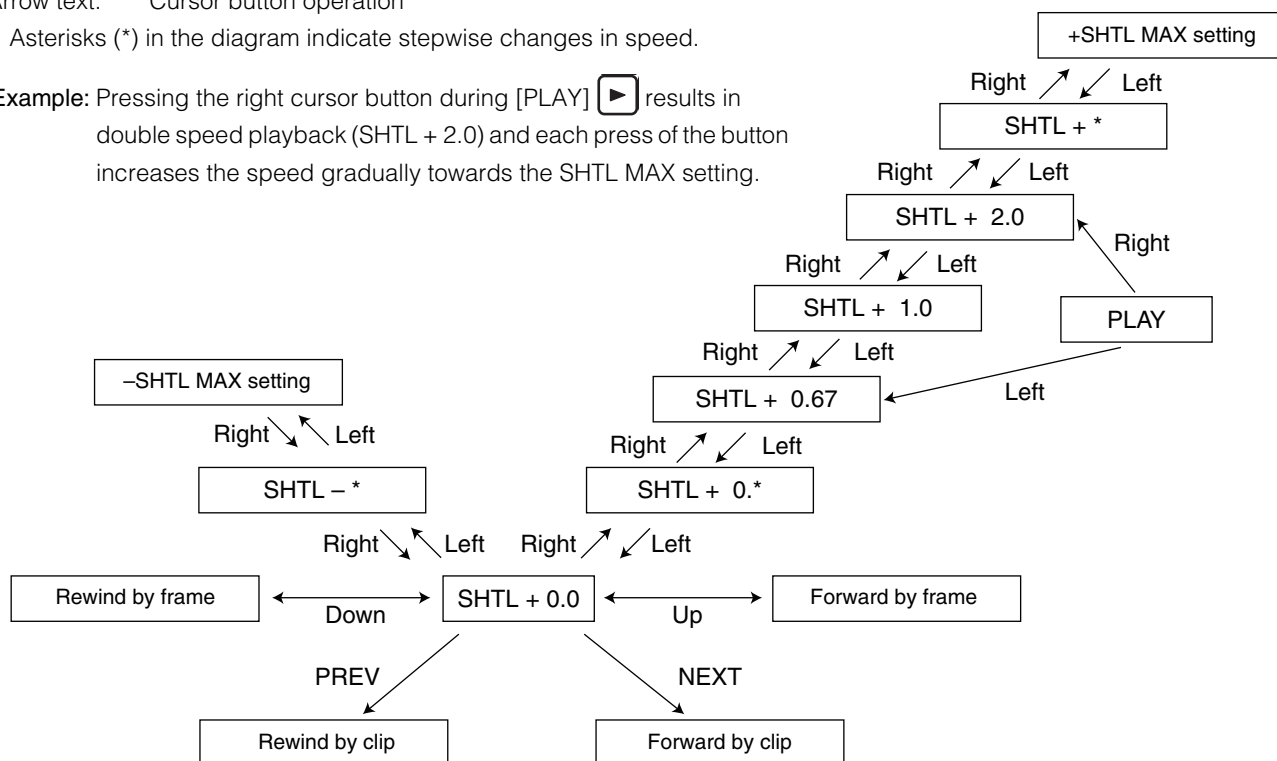 Arrow text: Cursor button operation
Asterisks (*) in the diagram indicate stepwise changes in speed.
+SHTL MAX setting
Right Left
Example: Pressing the right cursor button during [PLAY] results in
double speed playback (SHTL + 2.0) and each press of the button
increases the speed gradually towards the SHTL MAX setting.
SHTL + *
Right Left
SHTL + 2.0
Right
Right Left
SHTL + 1.0
PLAY
Right Left
Left
–SHTL MAX setting
SHTL + 0.67
Right Left
Right Left
SHTL – *
SHTL + 0.*
Right Left
Right Left
Rewind by frame
Down
SHTL + 0.0
Up
Forward by frame
PREV
NEXT
Rewind by clip
Forward by clip